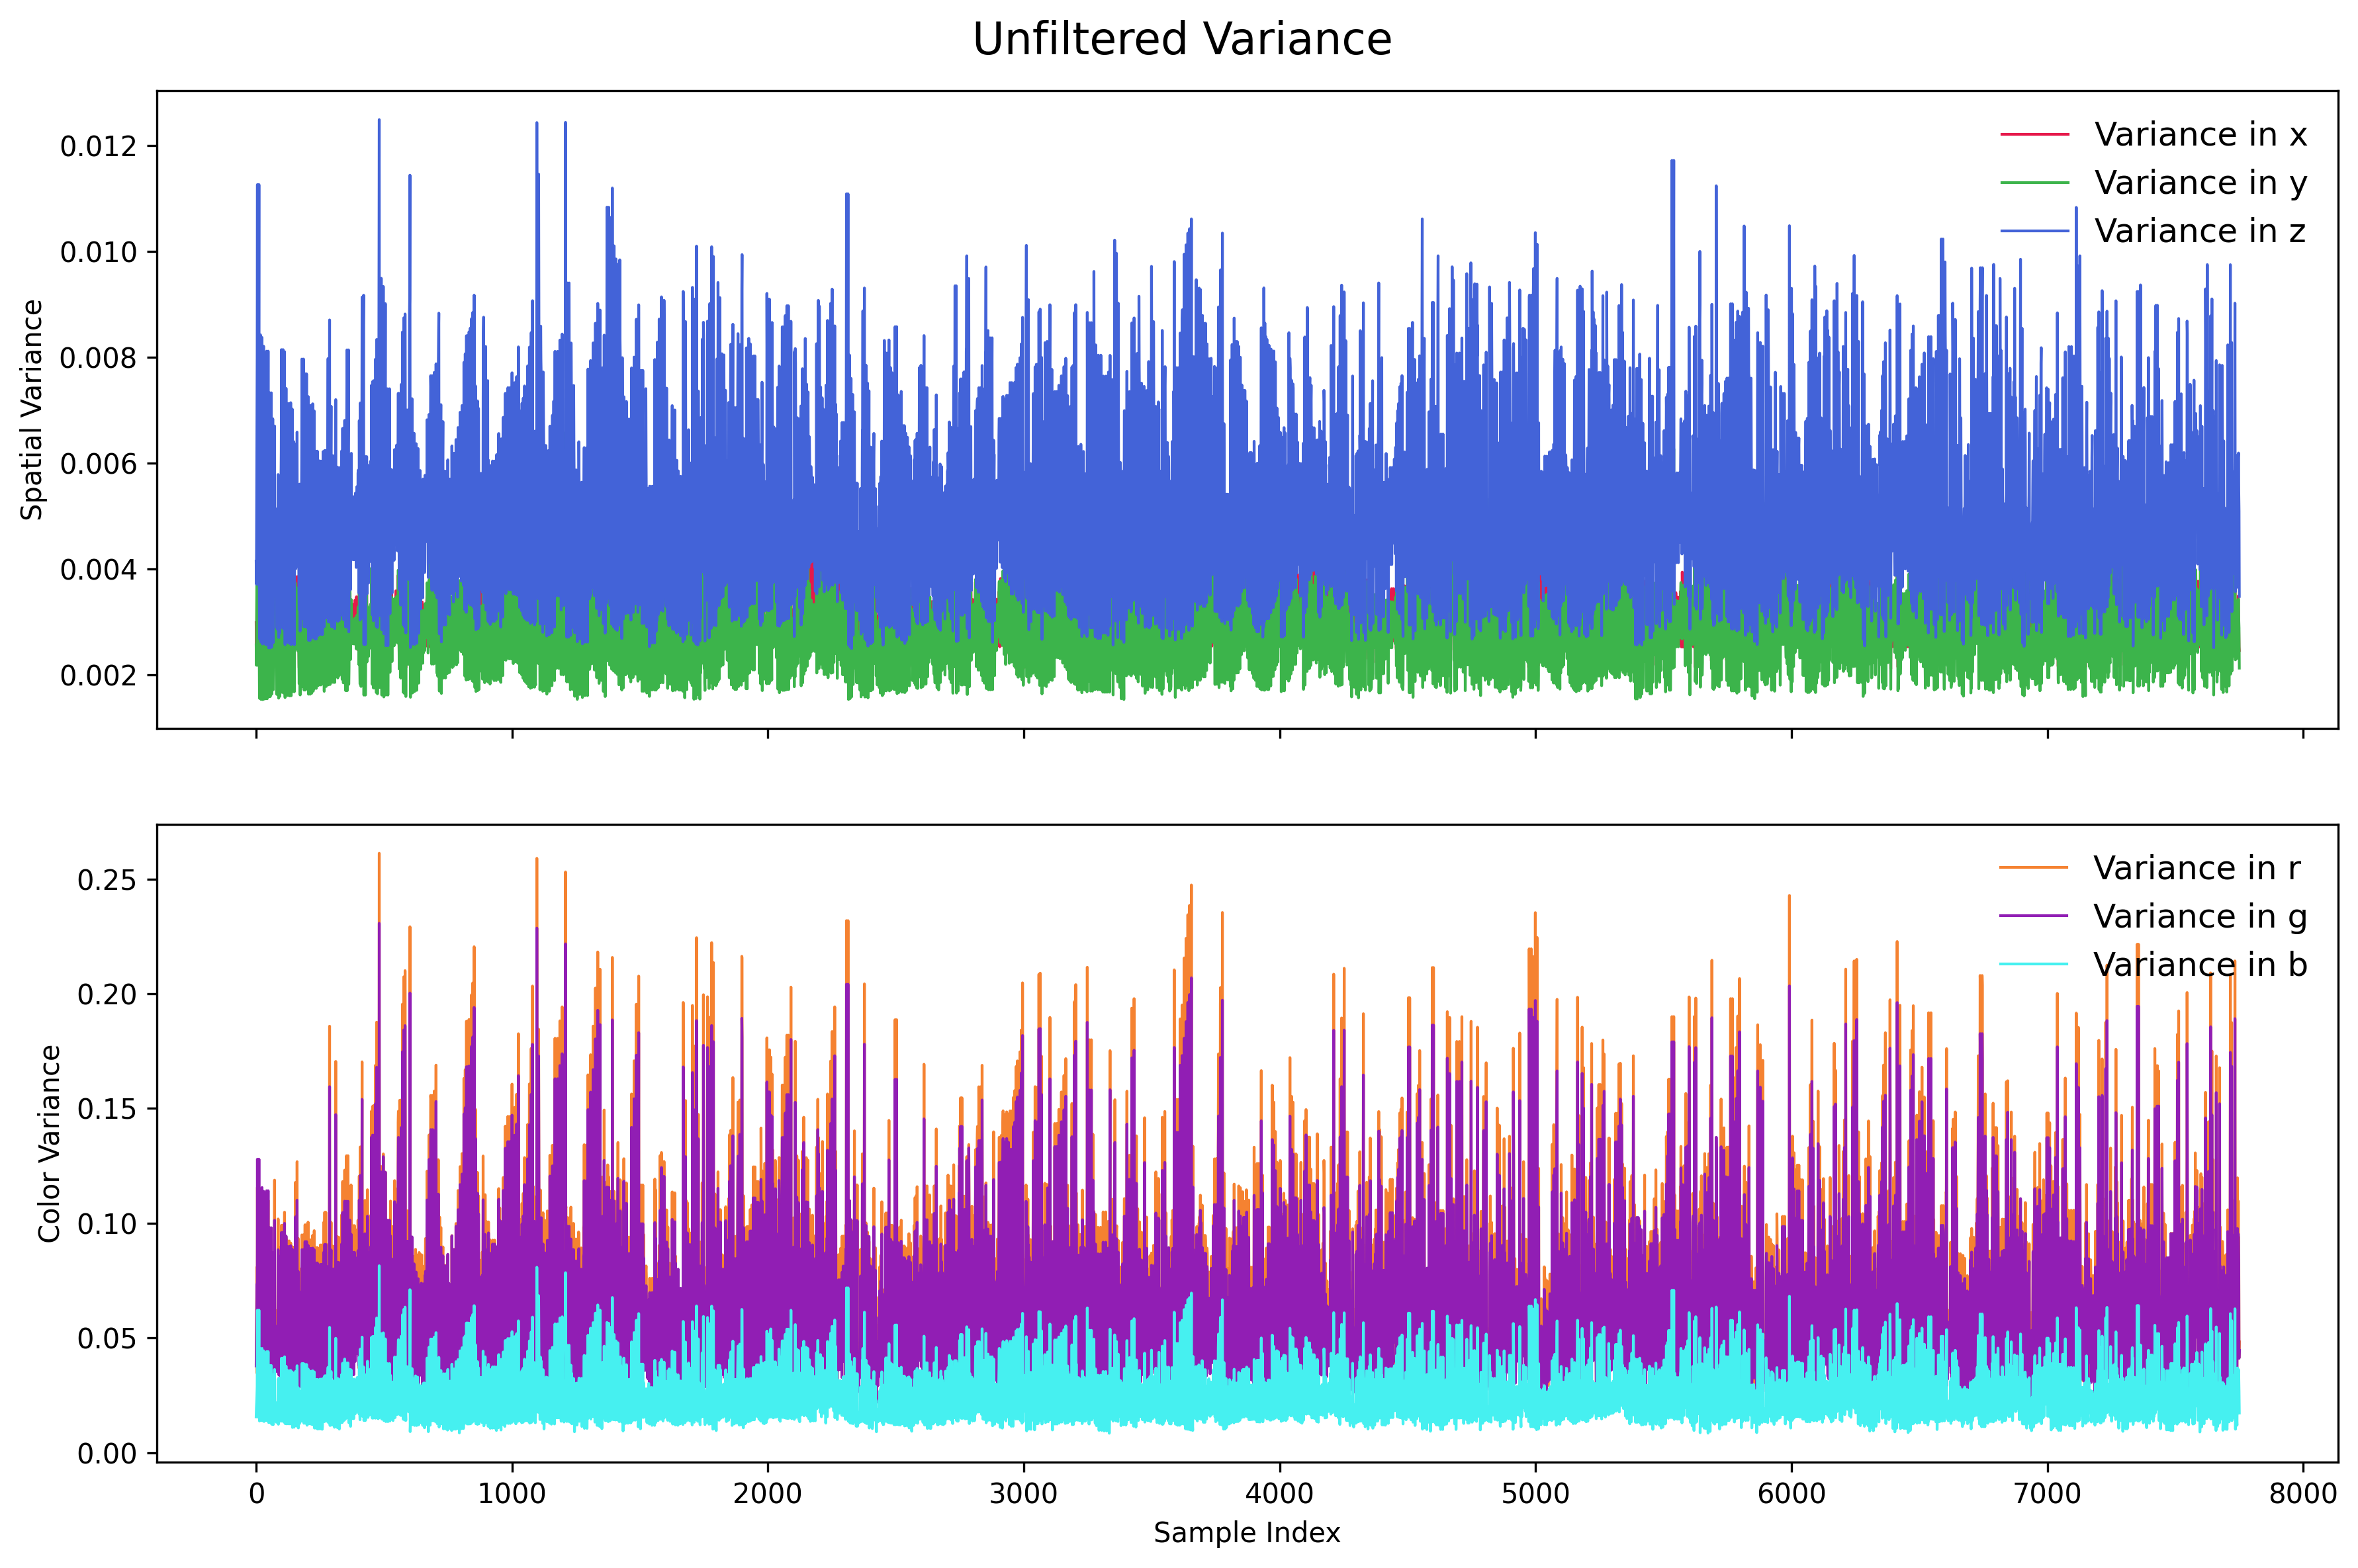 Unfiltered Variance
Spatial Variance
0.012
0.010
0.008
0.006
0.004
0.002
Variance in x
Variance in y
Variance in z
Color Variance
0.25
0.20
0.15
0.10
0.05
0.00
Variance in r
Variance in g
Variance in b
0 1000 2000 3000 4000 5000 6000 7000 8000
Sample Index